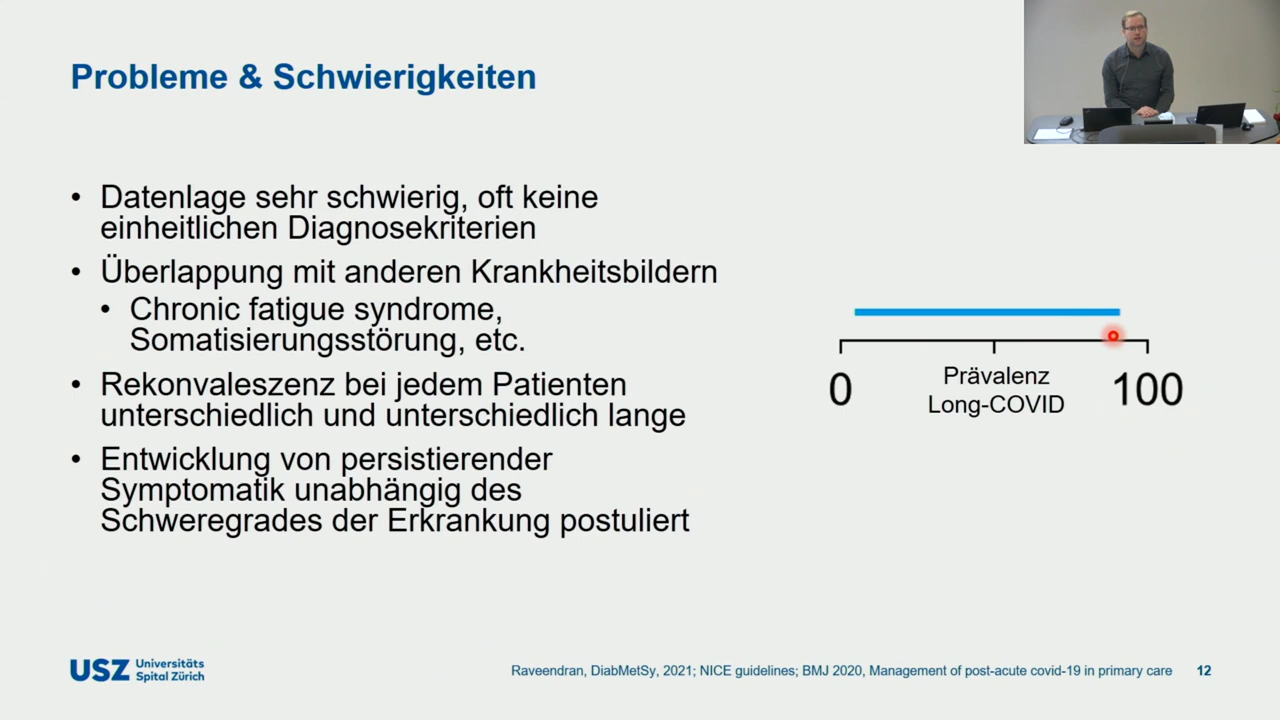 Probleme & Schwierigkeiten
• Datenlage sehr schwierig, oft keine
einheitlichen Diagnosekriterien
• Überlappung mit anderen Krankheitsbildern
• Chronic fatigue syndrome,
Somatisierungsstörung, etc.
• Rekonvaleszenz bei jedem Patienten
unterschiedlich und unterschiedlich lange
• Entwicklung von persistierender
Symptomatik unabhängig des
Schweregrades der Erkrankung postuliert
0
Prävalenz
Long-COVID
100
USZ Universitäts
Spital Zürich
Raveendran, DiabMetSy, 2021; NICE guidelines; BMJ 2020, Management of post-acute covid-19 in primary care
12